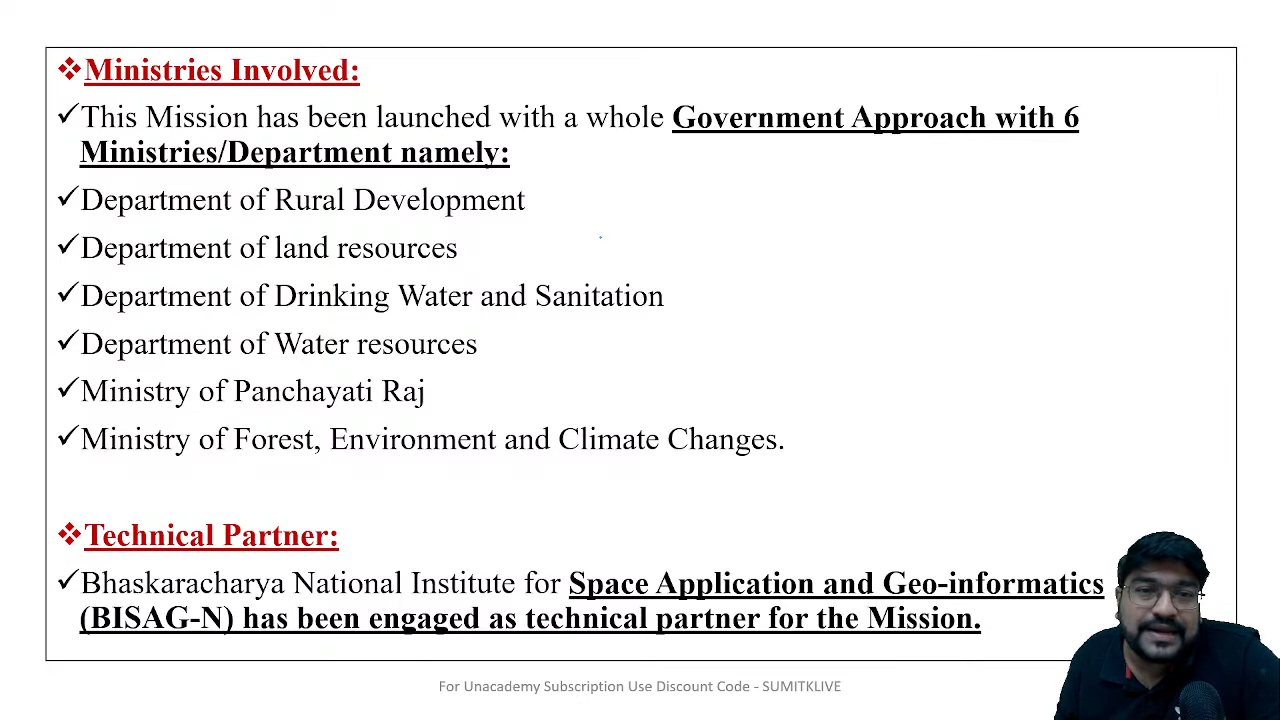 ❖Ministries Involved:
✓This Mission has been launched with a whole Government Approach with 6
Ministries/Department namely:
✓Department of Rural Development
✓Department of land resources
✓Department of Drinking Water and Sanitation
✓Department of Water resources
✓Ministry of Panchayati Raj
✓Ministry of Forest, Environment and Climate Changes.
❖Technical Partner:
✓Bhaskaracharya National Institute for Space Application and Geo-informatics
(BISAG-N) has been engaged as technical partner for the Mission.
For Unacademy Subscription Use Discount Code - SUMITKLIVE